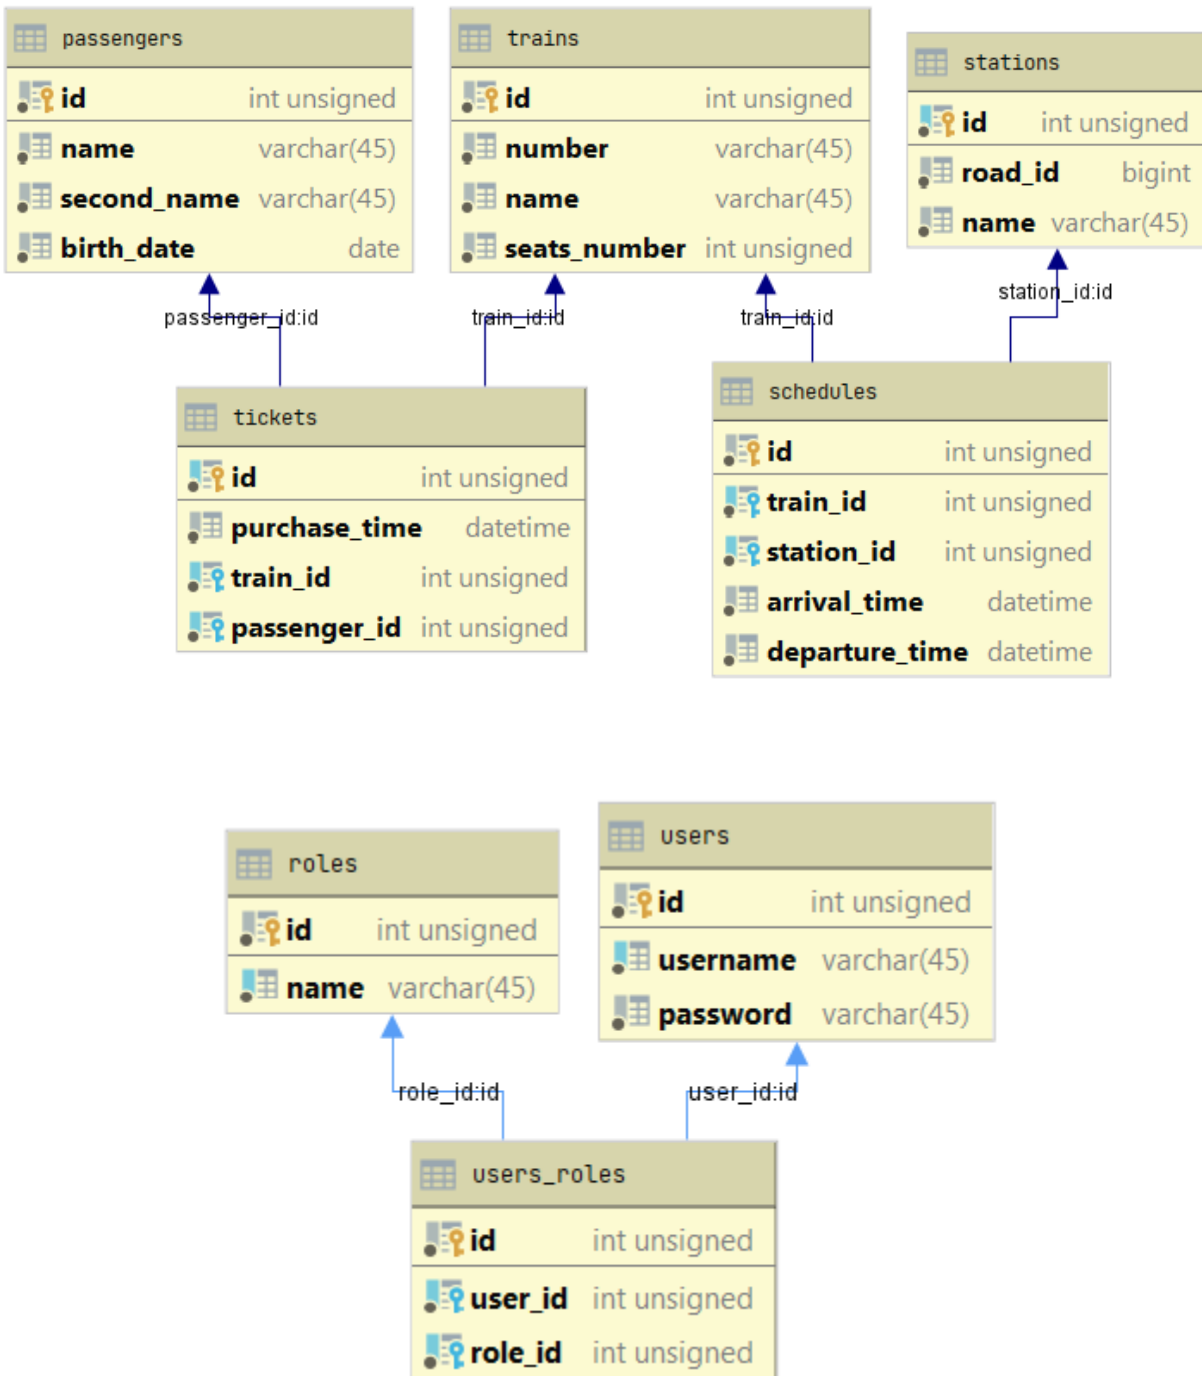 passengers
id int unsigned
name varchar(45)
second_name varchar(45)
birth_date date
trains
id int unsigned
number varchar(45)
name varchar(45)
seats_number int unsigned
stations
id int unsigned
road_id bigint
name varchar(45)
passenger_id:id
train_id:id
train_id:id
station_id:id
tickets
id int unsigned
purchase_time datetime
train_id int unsigned
passenger_id int unsigned
schedules
id int unsigned
train_id int unsigned
station_id int unsigned
arrival_time datetime
departure_time datetime
roles
id int unsigned
name varchar(45)
users
id int unsigned
username varchar(45)
password varchar(45)
role_id:id
user_id:id
users_roles
id int unsigned
user_id int unsigned
role_id int unsigned